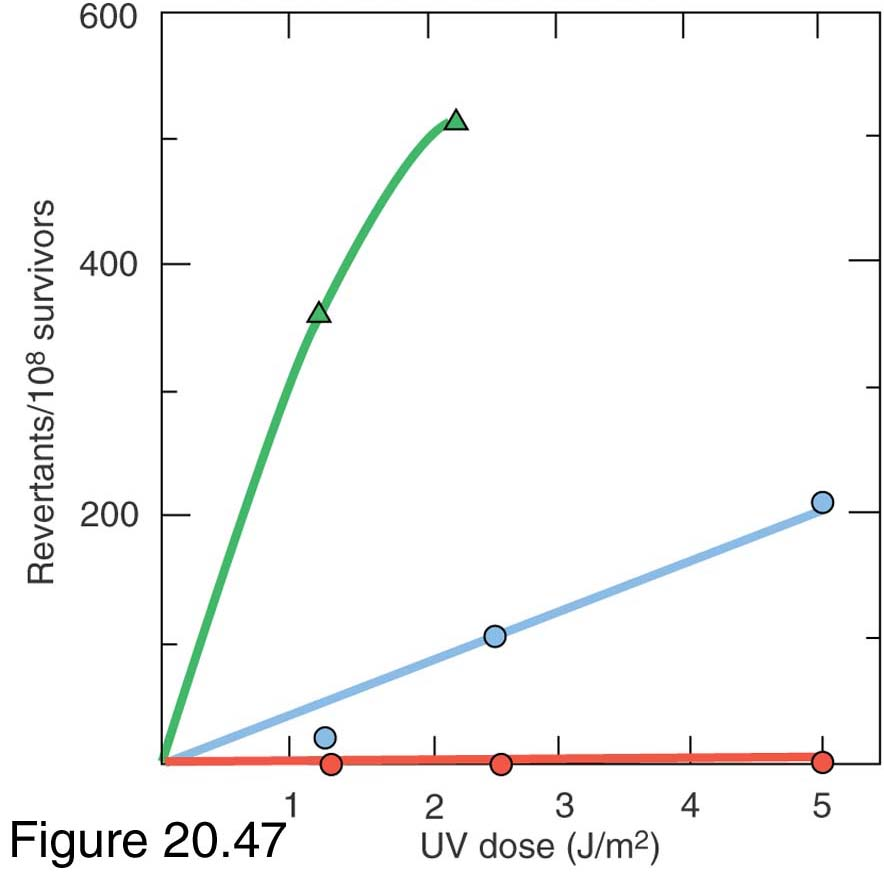 600
400
200
Revertants/10⁸ survivors
1 2 3 4 5
UV dose (J/m²)
Figure 20.47